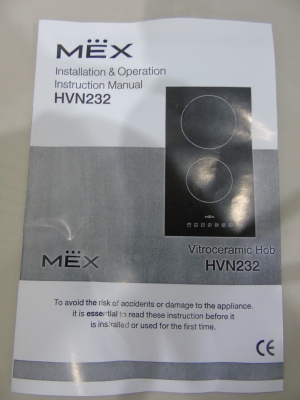 MËX
Installation & Operation
Instruction Manual
HVN232
MËX
Vitroceramic Hob
HVN232
MËX
To avoid the risk of accidents or damage to the appliance.
it is essential to read these instruction before it
is installed or used for the first time.
CE